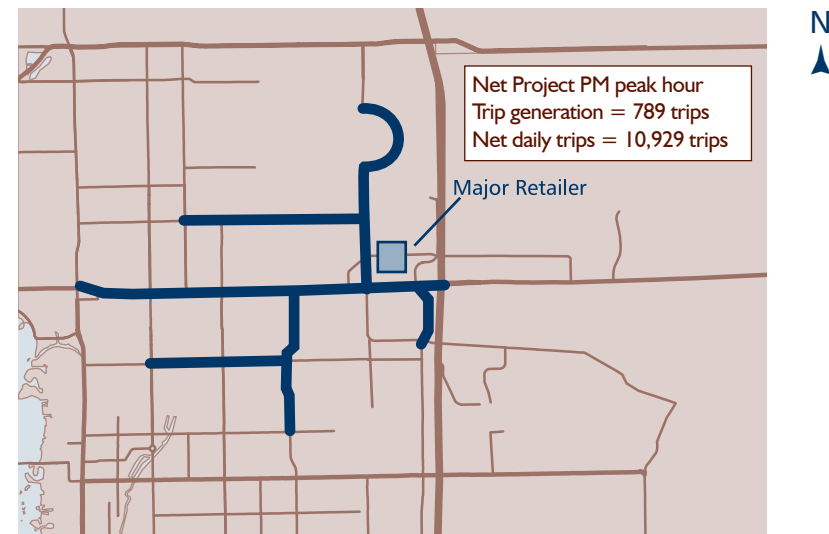 N
Net Project PM peak hour
Trip generation = 789 trips
Net daily trips = 10,929 trips
Major Retailer